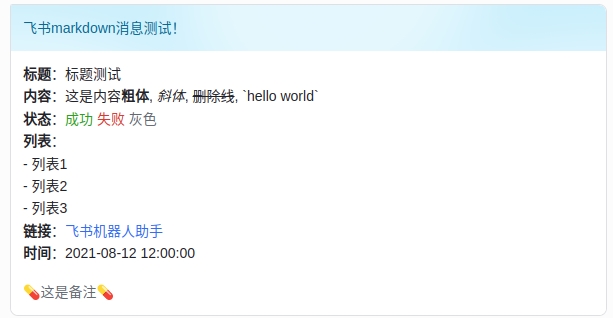 飞书markdown消息测试！
标题：标题测试
内容：这是内容粗体, 斜体, 删除线, `hello world`
状态：成功 失败 灰色
列表：
- 列表1
- 列表2
- 列表3
链接：飞书机器人助手
时间：2021-08-12 12:00:00
💊这是备注💊